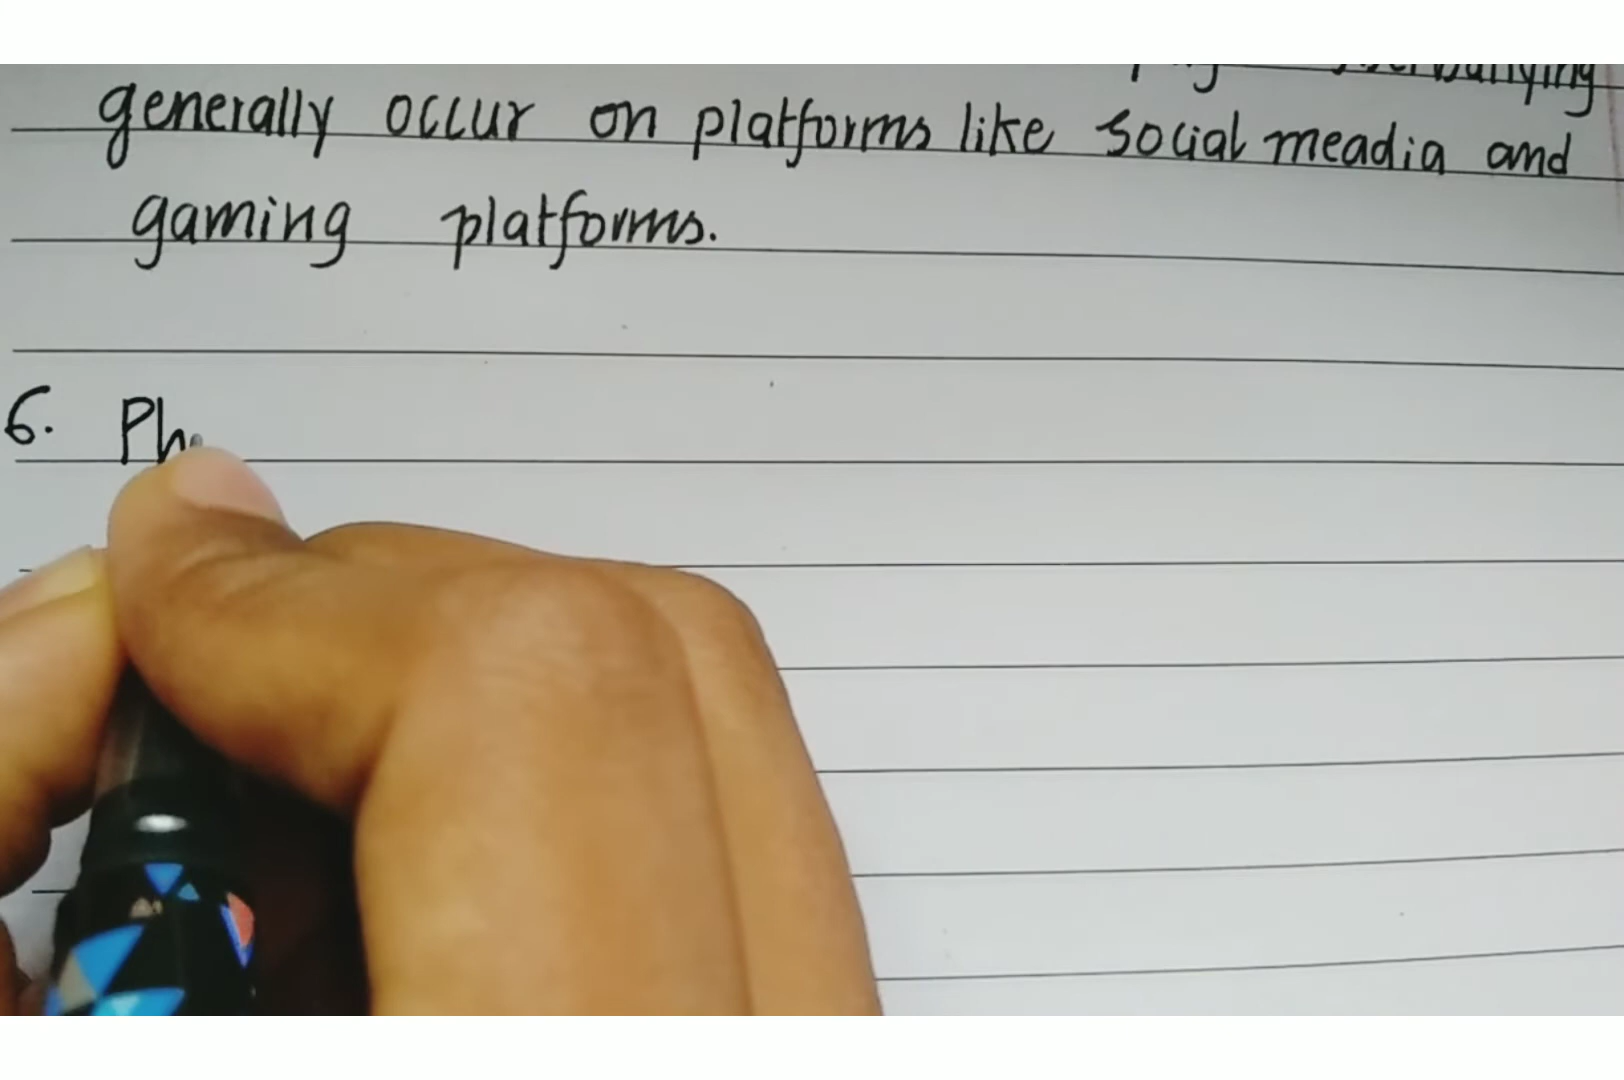 generally occur on platforms like social meadia and
gaming platforms.
6. Ph